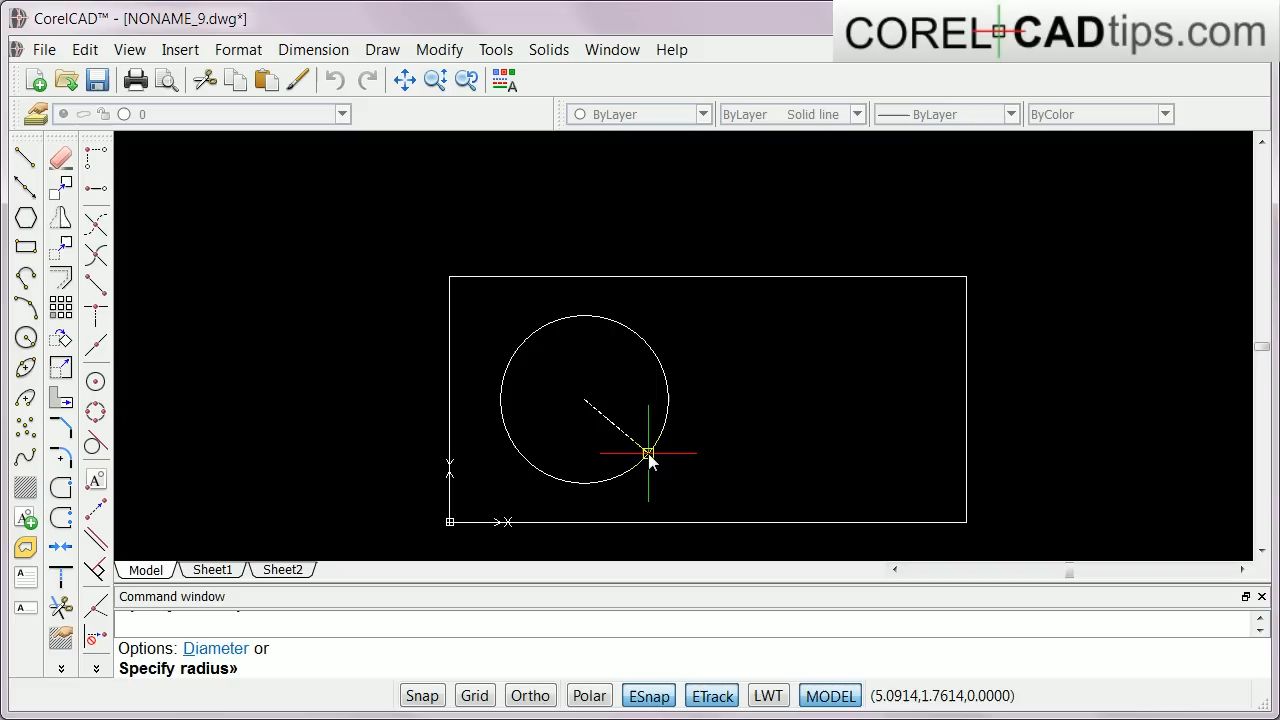 CorelCAD™ - [NONAME_9.dwg*]
COREL CADtips.com
File Edit View Insert Format Dimension Draw Modify Tools Solids Window Help
A
0 ByLayer ByLayer Solid line ByLayer ByColor
A
A
A
A
Y
X
Model Sheet1 Sheet2
Command window
Options: Diameter or
Specify radius»
Snap Grid Ortho Polar ESnap ETrack LWT MODEL (5.0914,1.7614,0.0000)